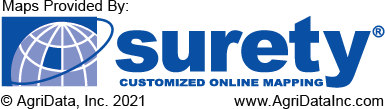 Maps Provided By:
surety®
CUSTOMIZED ONLINE MAPPING
© AgriData, Inc. 2021 www.AgriDataInc.com